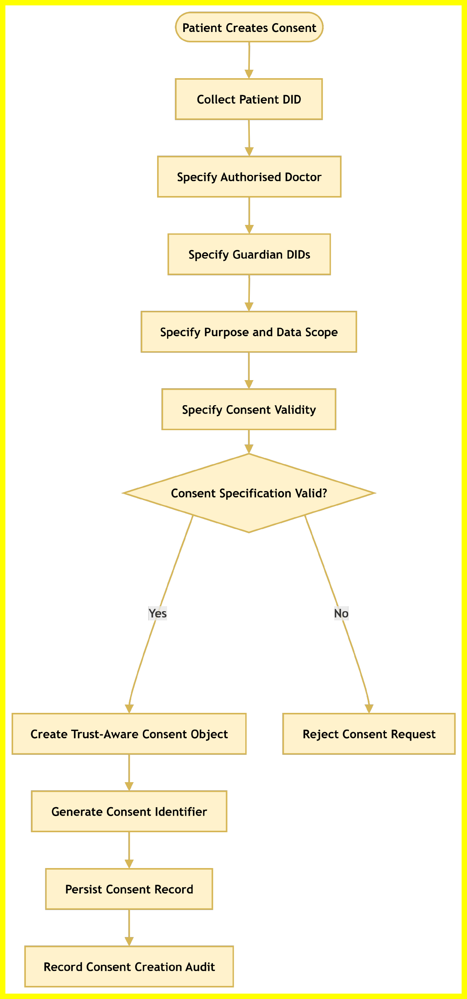 Patient Creates Consent
Collect Patient DID
Specify Authorised Doctor
Specify Guardian DIDs
Specify Purpose and Data Scope
Specify Consent Validity
Consent Specification Valid?
Yes
No
Create Trust-Aware Consent Object
Reject Consent Request
Generate Consent Identifier
Persist Consent Record
Record Consent Creation Audit